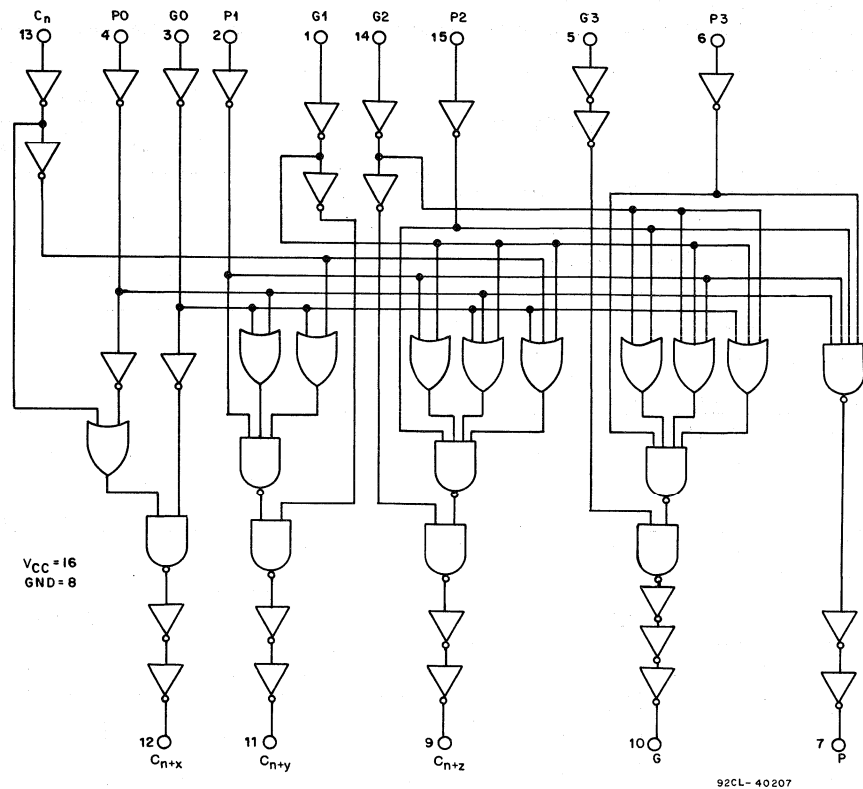 Cn P0 G0 P1 G1 G2 P2 G3 P3
13 4 3 2 1 14 15 5 6
VCC = 16
GND = 8
12 11 9 10 7
Cn+x Cn+y Cn+z G P
92CL-40207